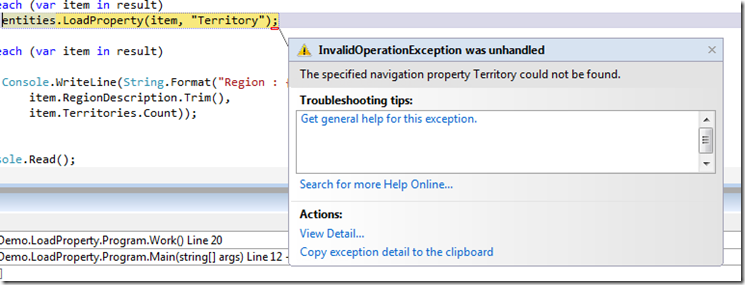 each (var item in result)
entities.LoadProperty(item, "Territory");
each (var item in result)
Console.WriteLine(String.Format("Region :
item.RegionDescription.Trim(),
item.Territories.Count));
sole.Read();
InvalidOperationException was unhandled
The specified navigation property Territory could not be found.
Troubleshooting tips:
Get general help for this exception.
Search for more Help Online...
Actions:
View Detail...
Copy exception detail to the clipboard
Demo.LoadProperty.Program.Work() Line 20
Demo.LoadProperty.Program.Main(string[] args) Line 12
]